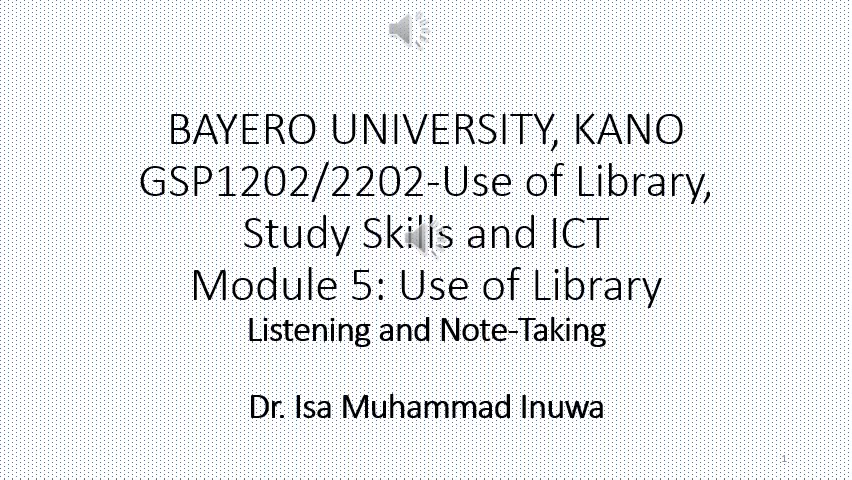 BAYERO UNIVERSITY, KANO
GSP1202/2202-Use of Library,
Study Skills and ICT
Module 5: Use of Library
Listening and Note-Taking
Dr. Isa Muhammad Inuwa
1